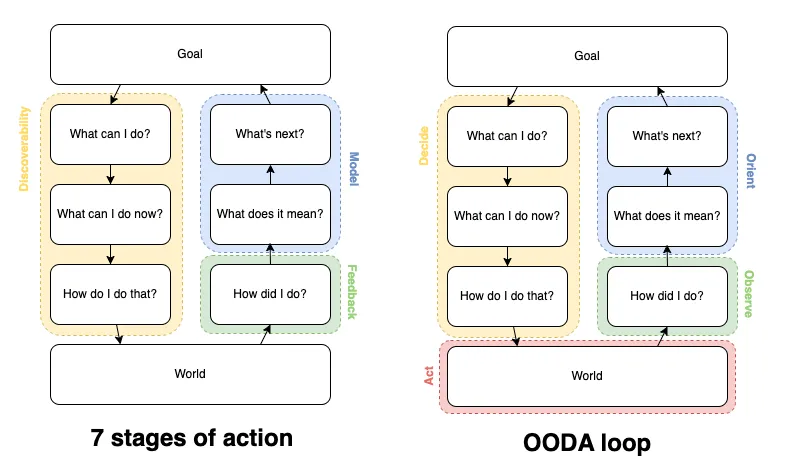 Goal
Discoverability
What can I do?
What can I do now?
How do I do that?
What's next?
What does it mean?
Model
How did I do?
Feedback
World
7 stages of action
Goal
Decide
What can I do?
What can I do now?
How do I do that?
What's next?
What does it mean?
Orient
How did I do?
Observe
Act
World
OODA loop